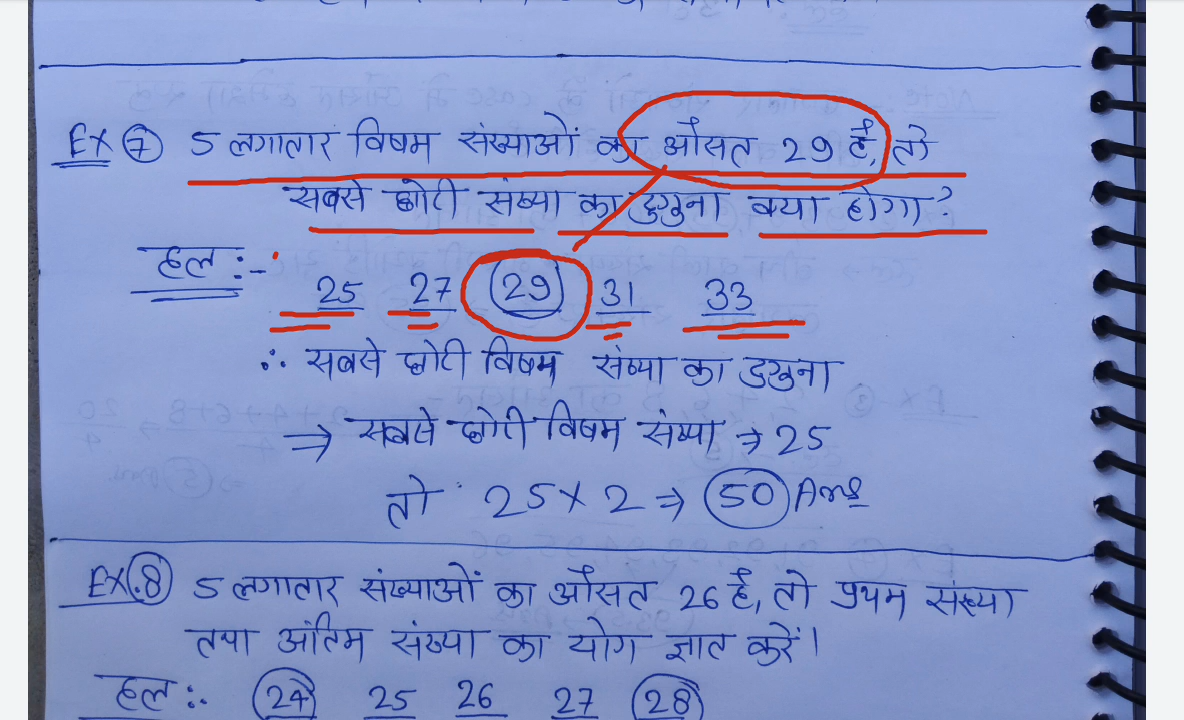 Ex ⑦ 5 लगातार विषम संख्याओं का औसत 29 है, तो
सबसे छोटी संख्या का दुगुना क्या होगा?
हल :-
25 27 29 31 33
∴ सबसे छोटी विषम संख्या का दुगुना
⇒ सबसे छोटी विषम संख्या → 25
तो 25 × 2 ⇒ 50 Ans
Ex.⑧ 5 लगातार संख्याओं का औसत 26 है, तो प्रथम संख्या
तथा अंतिम संख्या का योग ज्ञात करें।
हल :- 24 25 26 27 28